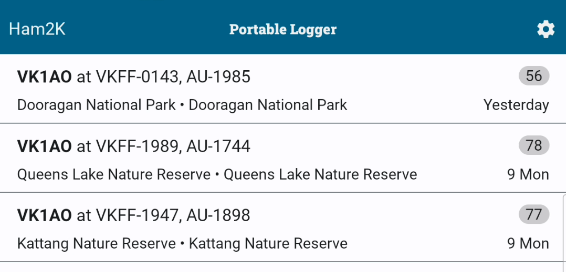 Ham2K Portable Logger
VK1AO at VKFF-0143, AU-1985 56
Dooragan National Park • Dooragan National Park Yesterday
VK1AO at VKFF-1989, AU-1744 78
Queens Lake Nature Reserve • Queens Lake Nature Reserve 9 Mon
VK1AO at VKFF-1947, AU-1898 77
Kattang Nature Reserve • Kattang Nature Reserve 9 Mon